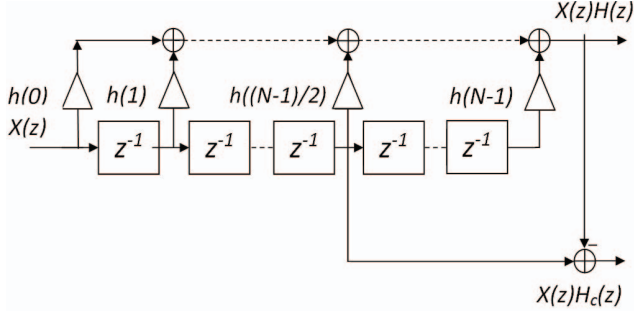 X(z)H(z)
h(0)
h(1)
h((N-1)/2)
h(N-1)
X(z)
z⁻¹
z⁻¹
z⁻¹
z⁻¹
z⁻¹
−
X(z)H_c(z)